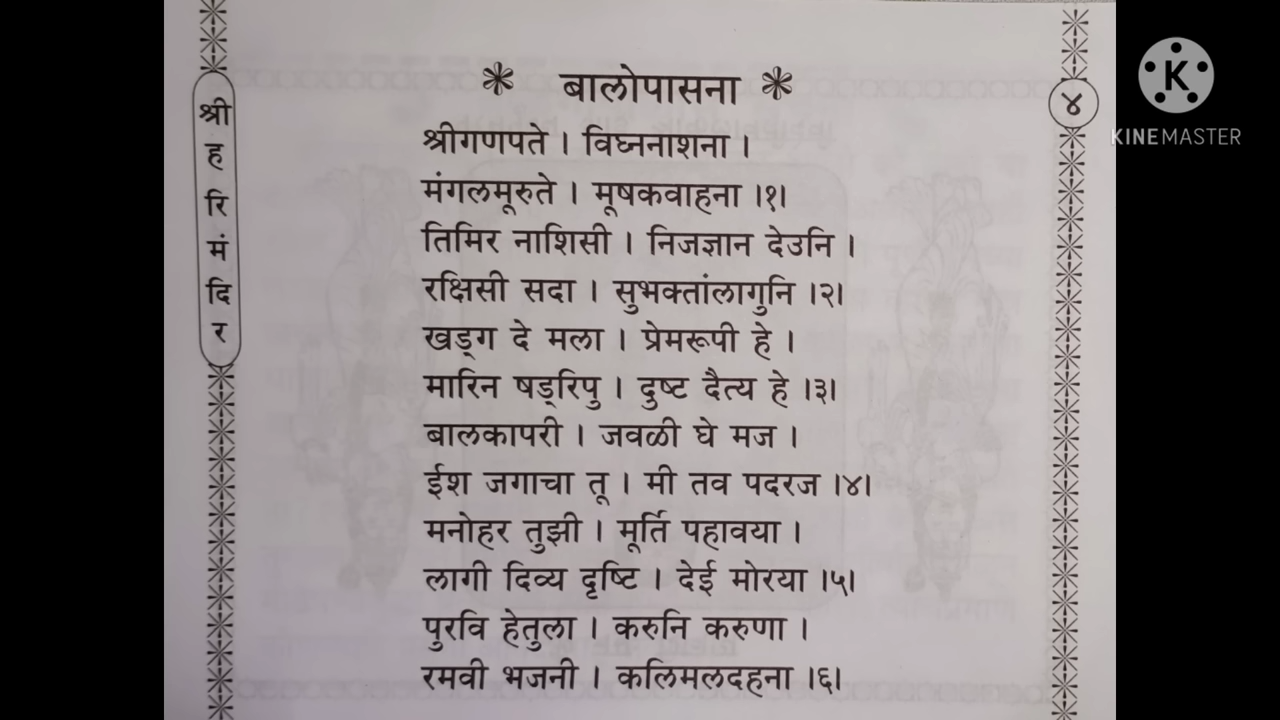 ❃ बालोपासना ❃
श्रीगणपते । विघ्ननाशना ।
मंगलमूरुते । मूषकवाहना ।१।
तिमिर नाशिसी । निजज्ञान देउनि ।
रक्षिसी सदा । सुभक्तांलागुनि ।२।
खड्ग दे मला । प्रेमरूपी हे ।
मारिन षड्रिपु । दुष्ट दैत्य हे ।३।
बालकापरी । जवळी घे मज ।
ईश जगाचा तू । मी तव पदरज ।४।
मनोहर तुझी । मूर्ति पहावया ।
लागी दिव्य दृष्टि । देई मोरया ।५।
पुरवि हेतुला । करुनि करुणा ।
रमवी भजनी । कलिमलदहना ।६।
श्री
ह
रि
मं
दि
र
४
K
KINEMASTER